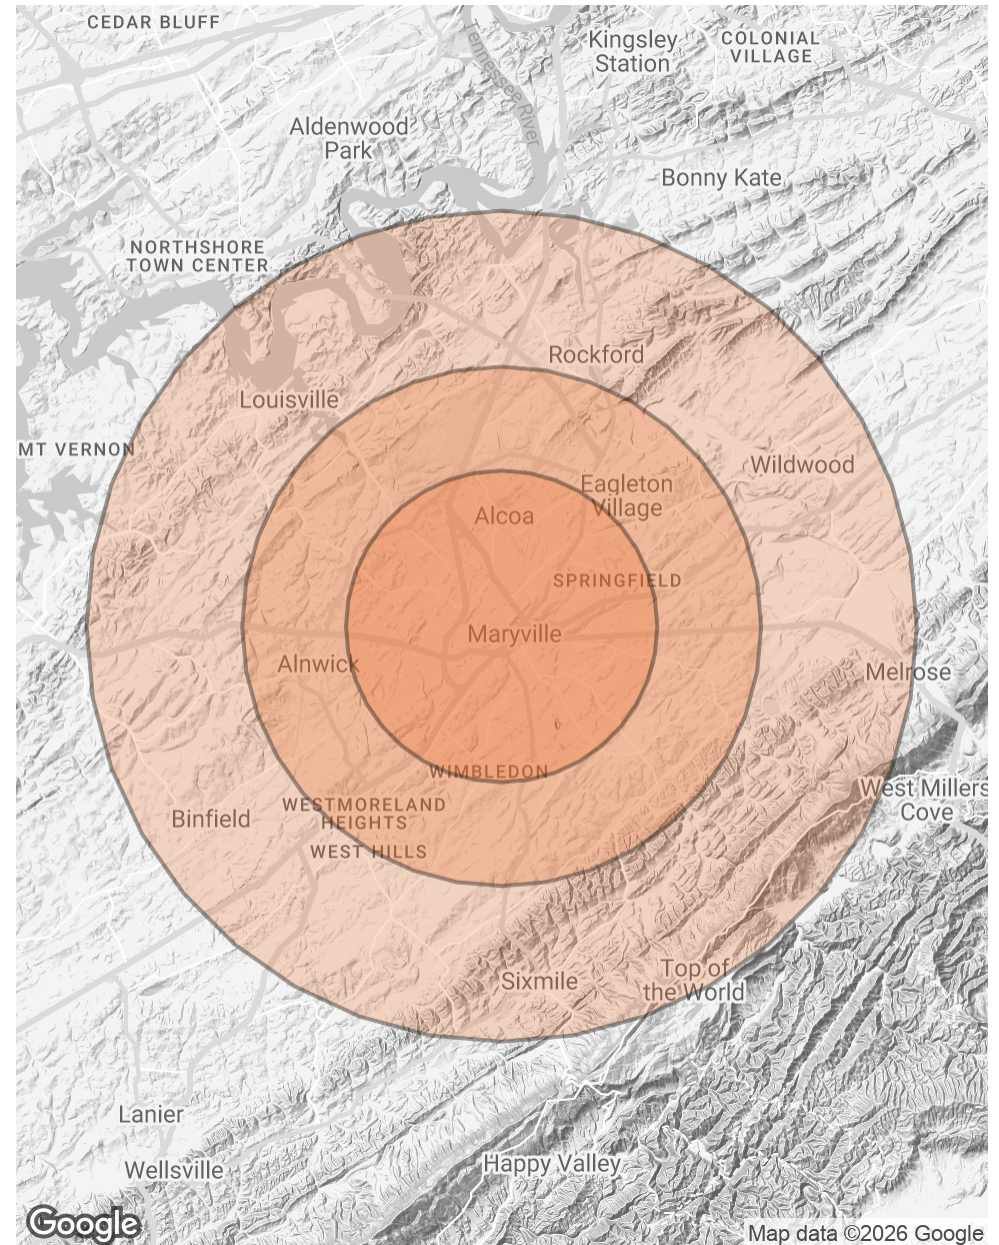 CEDAR BLUFF
Kingsley
Station
COLONIAL
VILLAGE
Tennessee River
Aldenwood
Park
Bonny Kate
NORTHSHORE
TOWN CENTER
Rockford
Louisville
MT VERNON
Wildwood
Eagleton
Village
Alcoa
SPRINGFIELD
Maryville
Alnwick
Melrose
WIMBLEDON
West Millers
Cove
WESTMORELAND
HEIGHTS
Binfield
WEST HILLS
Top of
the World
Sixmile
Lanier
Wellsville
Happy Valley
Google
Map data ©2026 Google